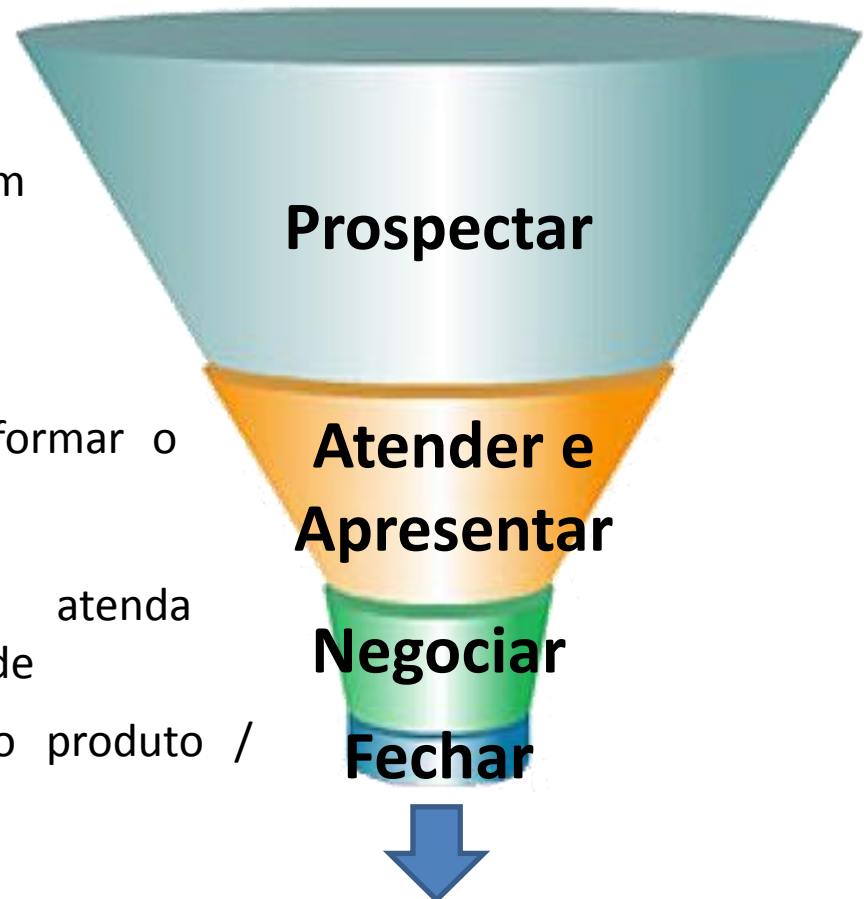 m
Prospectar
formar o
Atender e
Apresentar
atenda
de
Negociar
o produto /
Fechar